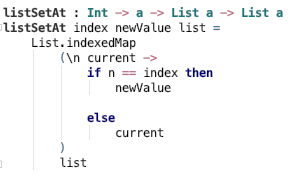 listSetAt : Int -> a -> List a -> List a
listSetAt index newValue list =
    List.indexedMap
        (\n current ->
            if n == index then
                newValue

            else
                current
        )
        list